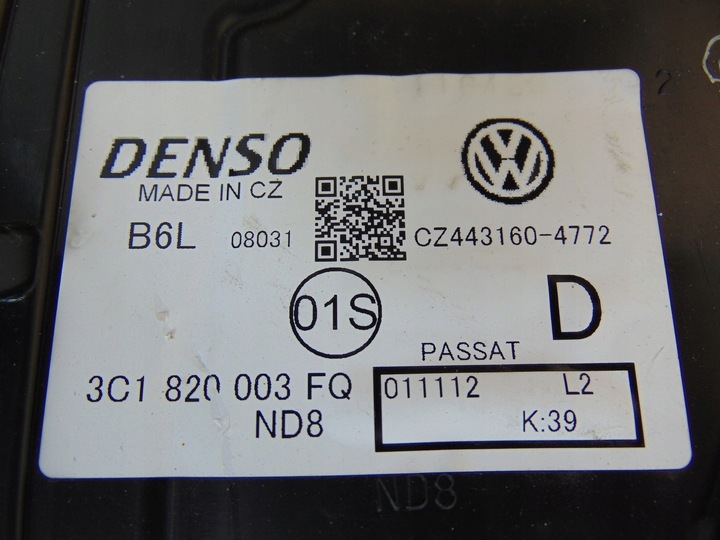 DENSO
MADE IN CZ
B6L 08031 CZ443160-4772
01S D
PASSAT
3C1 820 003 FQ 011112 L2
ND8 K:39
ND8
2